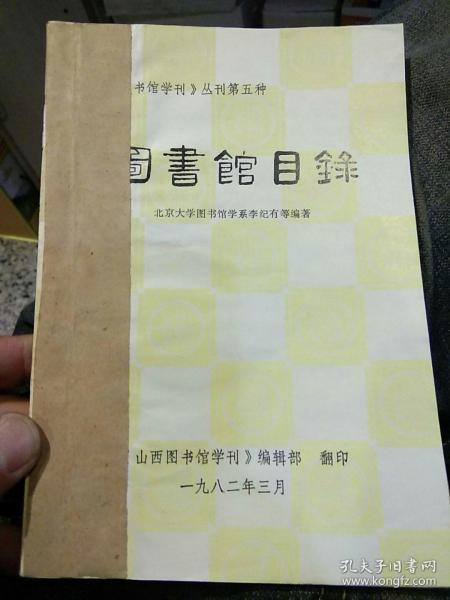 书馆学刊》丛刊第五种
圖書館目錄
北京大学图书馆学系李纪有等编著
山西图书馆学刊》编辑部 翻印
一九八二年三月
孔夫子旧书网
www.kongfz.com